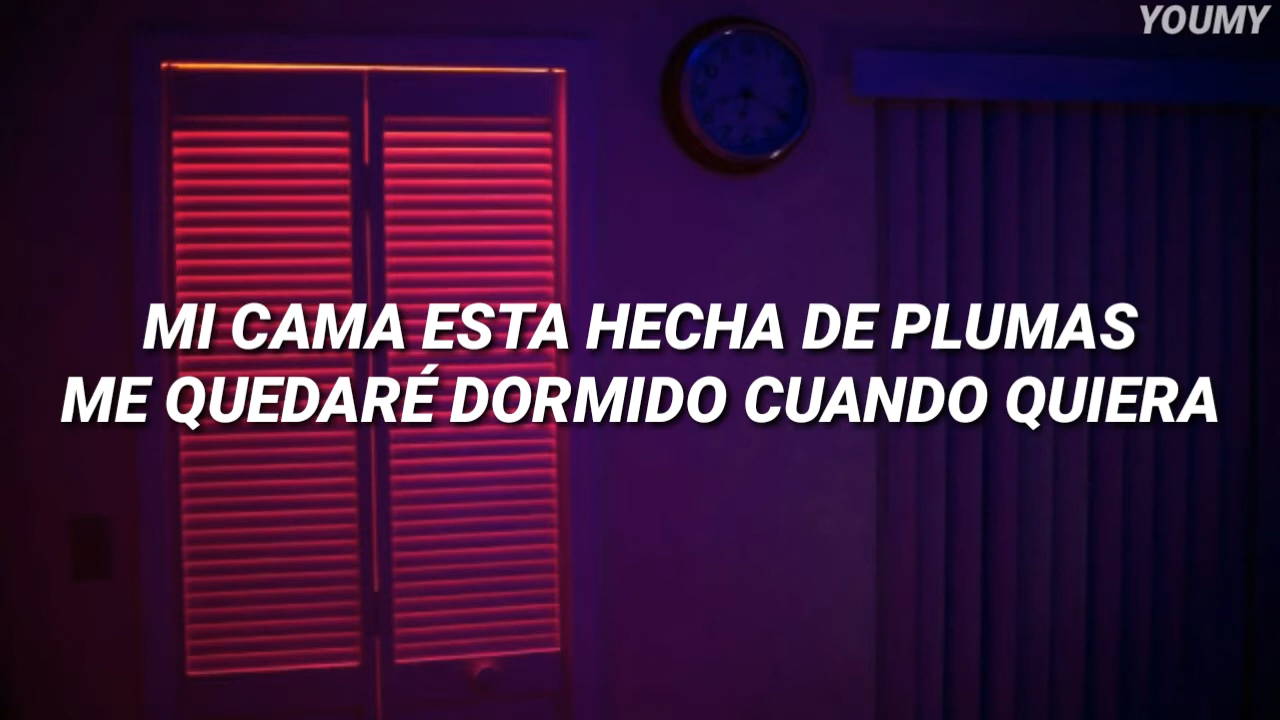 YOUMY
MI CAMA ESTA HECHA DE PLUMAS
ME QUEDARÉ DORMIDO CUANDO QUIERA